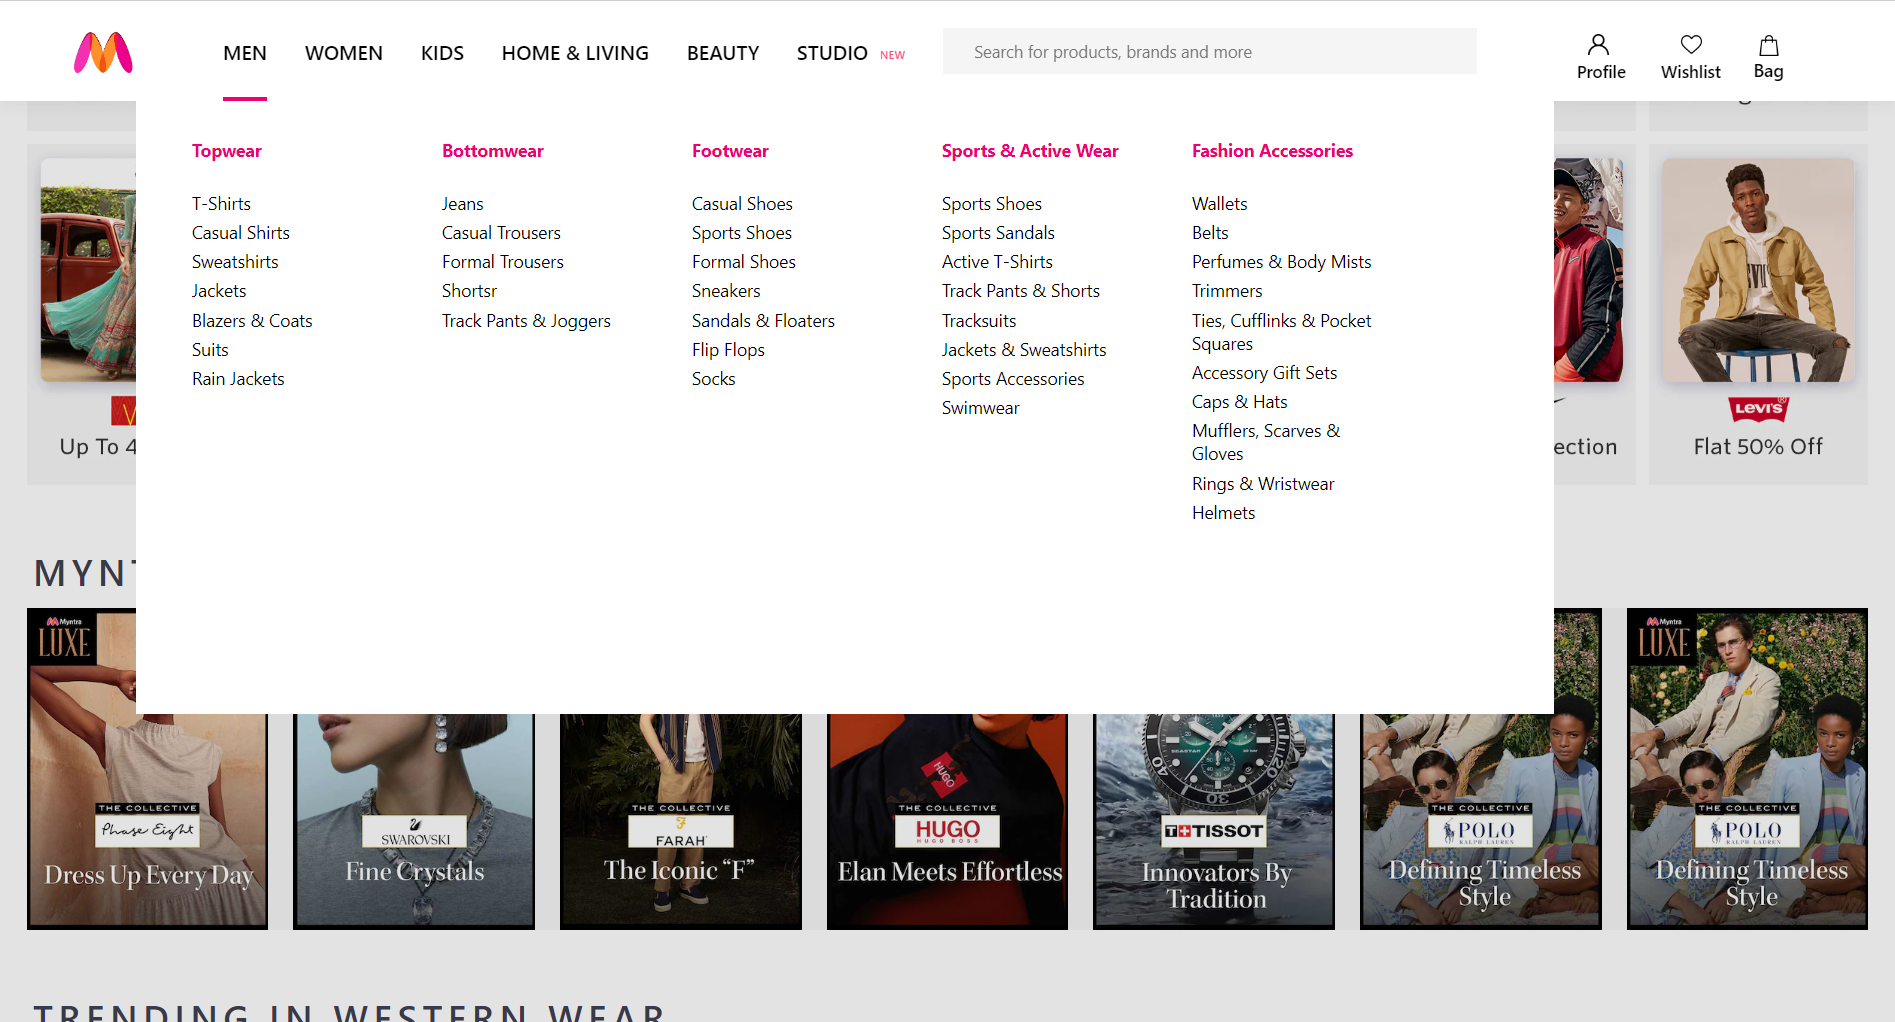 MEN WOMEN KIDS HOME & LIVING BEAUTY STUDIO NEW
Search for products, brands and more
Profile Wishlist Bag
Topwear
T-Shirts
Casual Shirts
Sweatshirts
Jackets
Blazers & Coats
Suits
Rain Jackets
Bottomwear
Jeans
Casual Trousers
Formal Trousers
Shortsr
Track Pants & Joggers
Footwear
Casual Shoes
Sports Shoes
Formal Shoes
Sneakers
Sandals & Floaters
Flip Flops
Socks
Sports & Active Wear
Sports Shoes
Sports Sandals
Active T-Shirts
Track Pants & Shorts
Tracksuits
Jackets & Sweatshirts
Sports Accessories
Swimwear
Fashion Accessories
Wallets
Belts
Perfumes & Body Mists
Trimmers
Ties, Cufflinks & Pocket
Squares
Accessory Gift Sets
Caps & Hats
Mufflers, Scarves &
Gloves
Rings & Wristwear
Helmets
Up To 4
ection
LEVI'S®
Flat 50% Off
MYNT
Myntra
LUXE
THE COLLECTIVE
Phase Eight
Dress Up Every Day
SWAROVSKI
Fine Crystals
THE COLLECTIVE
FARAH
The Iconic “F”
HUGO
THE COLLECTIVE
HUGO
HUGO BOSS
Elan Meets Effortless
SEASTAR
T+TISSOT
Innovators By
Tradition
THE COLLECTIVE
POLO
RALPH LAUREN
Defining Timeless
Style
Myntra
LUXE
THE COLLECTIVE
POLO
RALPH LAUREN
Defining Timeless
Style
TRENDING IN WESTERN WEAR